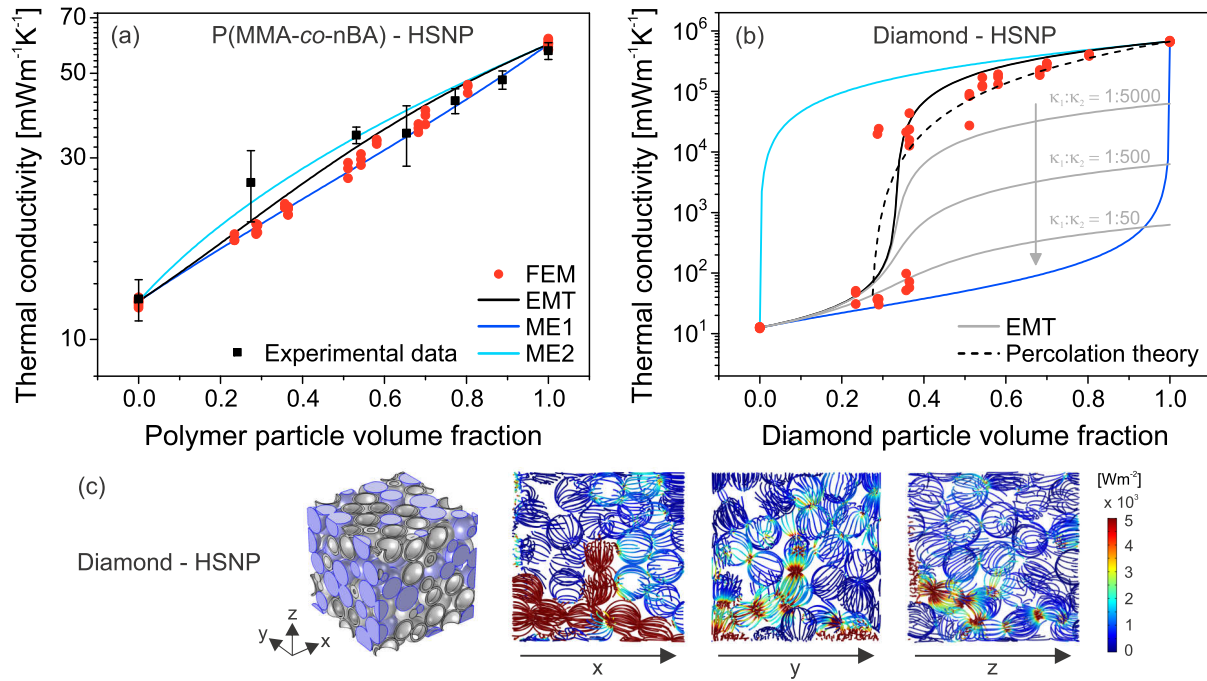 (a) P(MMA-co-nBA) - HSNP
Thermal conductivity [mWm⁻¹K⁻¹]
70
50
30
10
FEM
EMT
ME1
ME2
Experimental data
0.0 0.2 0.4 0.6 0.8 1.0
Polymer particle volume fraction
(b) Diamond - HSNP
Thermal conductivity [mWm⁻¹K⁻¹]
10⁶
10⁵
10⁴
10³
10²
10¹
κ₁:κ₂ = 1:5000
κ₁:κ₂ = 1:500
κ₁:κ₂ = 1:50
EMT
Percolation theory
0.0 0.2 0.4 0.6 0.8 1.0
Diamond particle volume fraction
(c)
Diamond - HSNP
z
y
x
x
y
z
[Wm⁻²]
x 10³
5
4
3
2
1
0